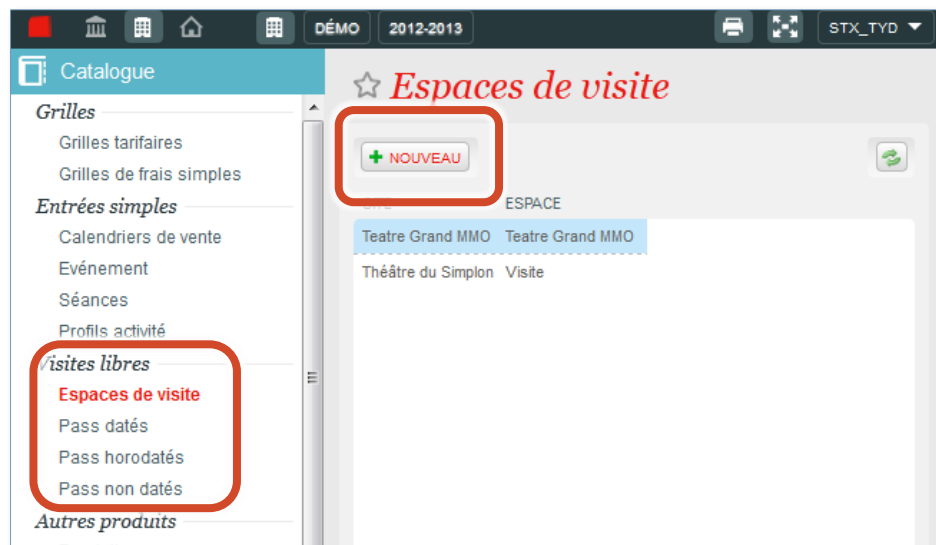 DÉMO 2012-2013 STX_TYD
Catalogue
Grilles
Grilles tarifaires
Grilles de frais simples
Entrées simples
Calendriers de vente
Evénement
Séances
Profils activité
Visites libres
Espaces de visite
Pass datés
Pass horodatés
Pass non datés
Autres produits
Espaces de visite
NOUVEAU
ESPACE
Teatre Grand MMO Teatre Grand MMO
Théâtre du Simplon Visite